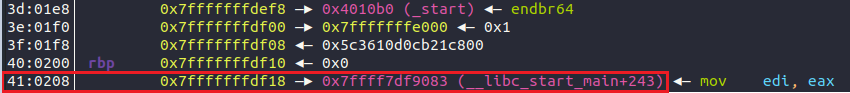 3d:01e8 0x7fffffffdef8 —▸ 0x4010b0 (_start) ◂— endbr64
3e:01f0 0x7fffffffdf00 —▸ 0x7fffffffe000 ◂— 0x1
3f:01f8 0x7fffffffdf08 ◂— 0x5c3610d0cb21c800
40:0200 rbp 0x7fffffffdf10 ◂— 0x0
41:0208 0x7fffffffdf18 —▸ 0x7ffff7df9083 (__libc_start_main+243) ◂— mov edi, eax